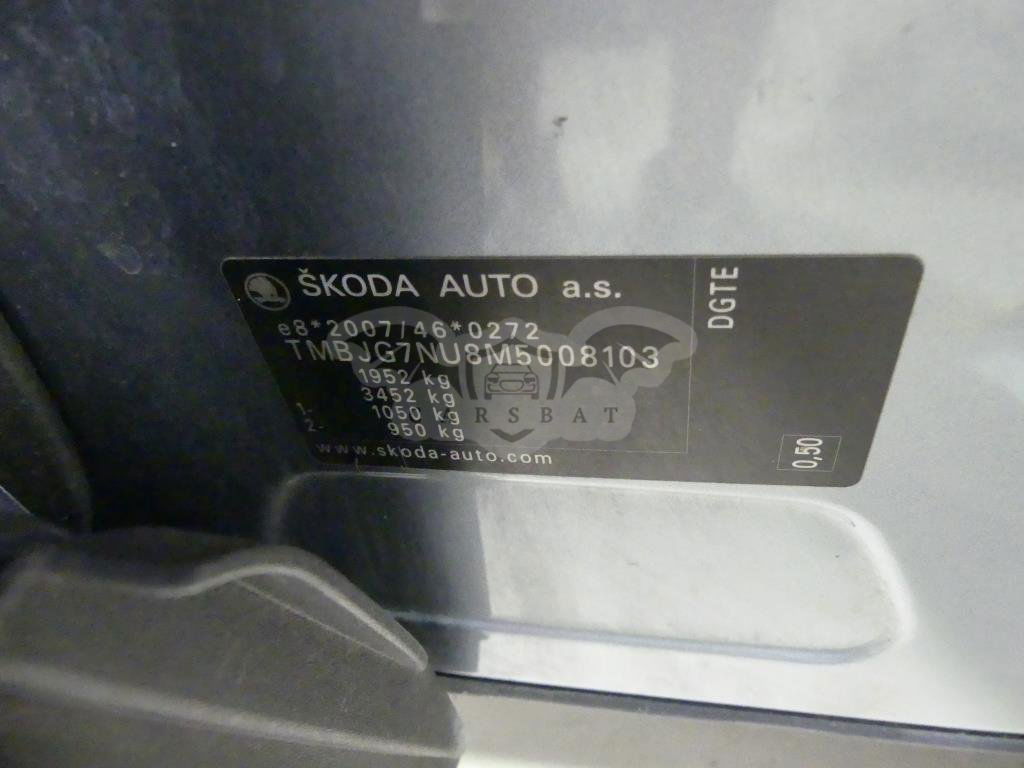 ŠKODA AUTO a.s.
e8*2007/46*0272
TMBJG7NU8M5008103
1952 kg
3452 kg
1- 1050 kg
2- 950 kg
www.skoda-auto.com
DGTE
0,50
RSBAT